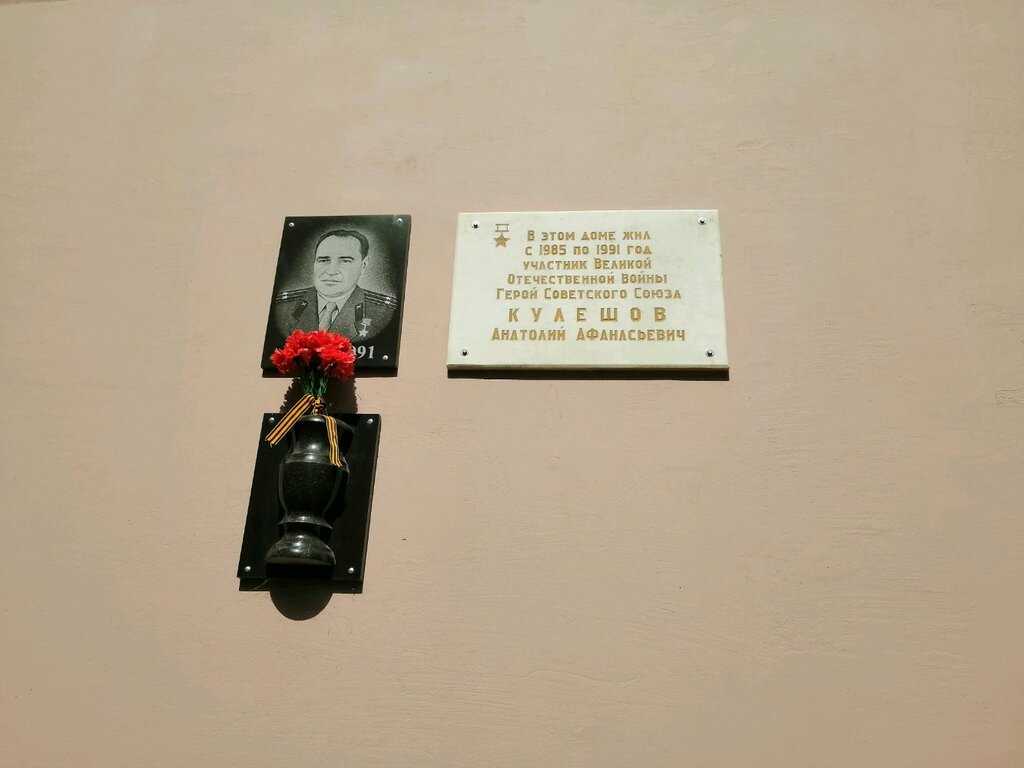 В этом доме жил
с 1985 по 1991 год
участник Великой
Отечественной Войны
Герой Советского Союза
КУЛЕШОВ
Анатолий Афанасьевич